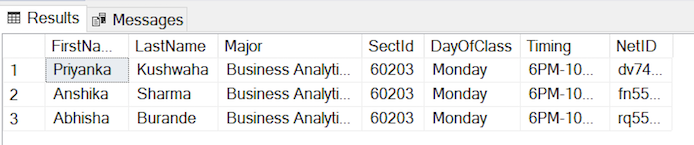 Results Messages
FirstNa... LastName Major SectId DayOfClass Timing NetID
1 Priyanka Kushwaha Business Analyti... 60203 Monday 6PM-10... dv74...
2 Anshika Sharma Business Analyti... 60203 Monday 6PM-10... fn55...
3 Abhisha Burande Business Analyti... 60203 Monday 6PM-10... rq55...